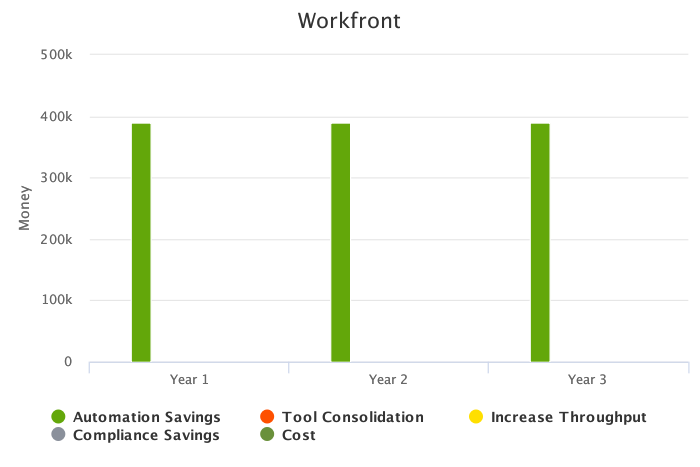 Workfront
500k
400k
300k
200k
100k
0
Money
Year 1 Year 2 Year 3
Automation Savings Tool Consolidation Increase Throughput
Compliance Savings Cost